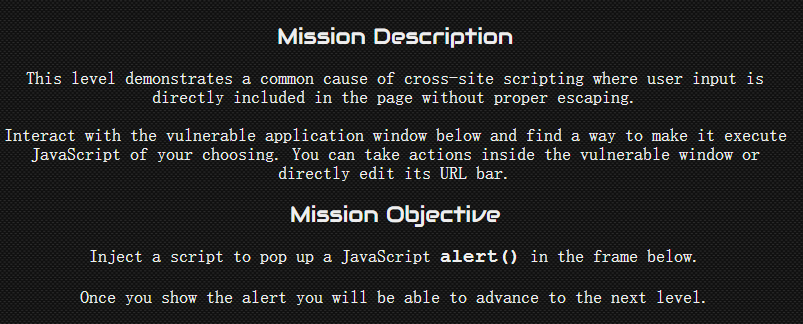 Mission Description
This level demonstrates a common cause of cross-site scripting where user input is
directly included in the page without proper escaping.
Interact with the vulnerable application window below and find a way to make it execute
JavaScript of your choosing. You can take actions inside the vulnerable window or
directly edit its URL bar.
Mission Objective
Inject a script to pop up a JavaScript alert() in the frame below.
Once you show the alert you will be able to advance to the next level.